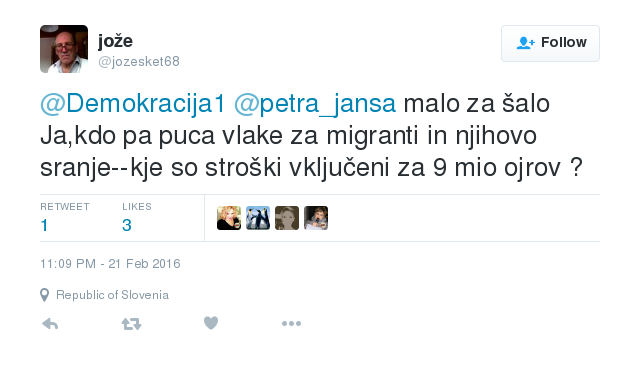 jože
@jozesket68
Follow
@Demokracija1 @petra_jansa malo za šalo
Ja,kdo pa puca vlake za migranti in njihovo
sranje--kje so stroški vključeni za 9 mio ojrov ?
RETWEET LIKES
1 3
11:09 PM - 21 Feb 2016
Republic of Slovenia